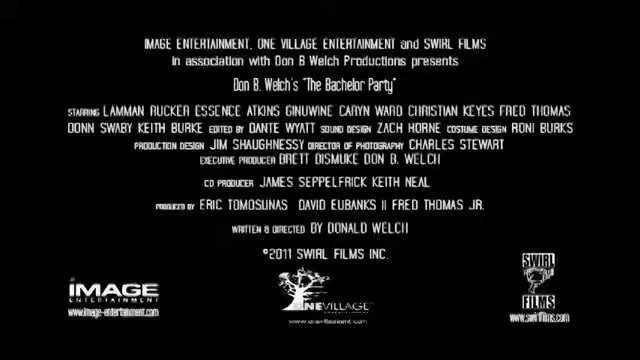 IMAGE ENTERTAINMENT, ONE VILLAGE ENTERTAINMENT and SWIRL FILMS
in association with Don B Welch Productions presents
Don B. Welch's "The Bachelor Party"
STARRING LAMMAN RUCKER ESSENCE ATKINS GINUWINE CARYN WARD CHRISTIAN KEYES FRED THOMAS
DONN SWABY KEITH BURKE EDITED BY DANTE WYATT SOUND DESIGN ZACH HORNE COSTUME DESIGN RONI BURKS
PRODUCTION DESIGN JIM SHAUGHNESSY DIRECTOR OF PHOTOGRAPHY CHARLES STEWART
EXECUTIVE PRODUCER BRETT DISMUKE DON B. WELCH
CO PRODUCER JAMES SEPPELFRICK KEITH NEAL
PRODUCED BY ERIC TOMOSUNAS DAVID EUBANKS II FRED THOMAS JR.
WRITTEN & DIRECTED BY DONALD WELCH
©2011 SWIRL FILMS INC.
iMAGE
ENTERTAINMENT
www.image-entertainment.com
ONEVILLAGE
ENTERTAINMENT
SWIRL
FILMS
www.swirlfilms.com